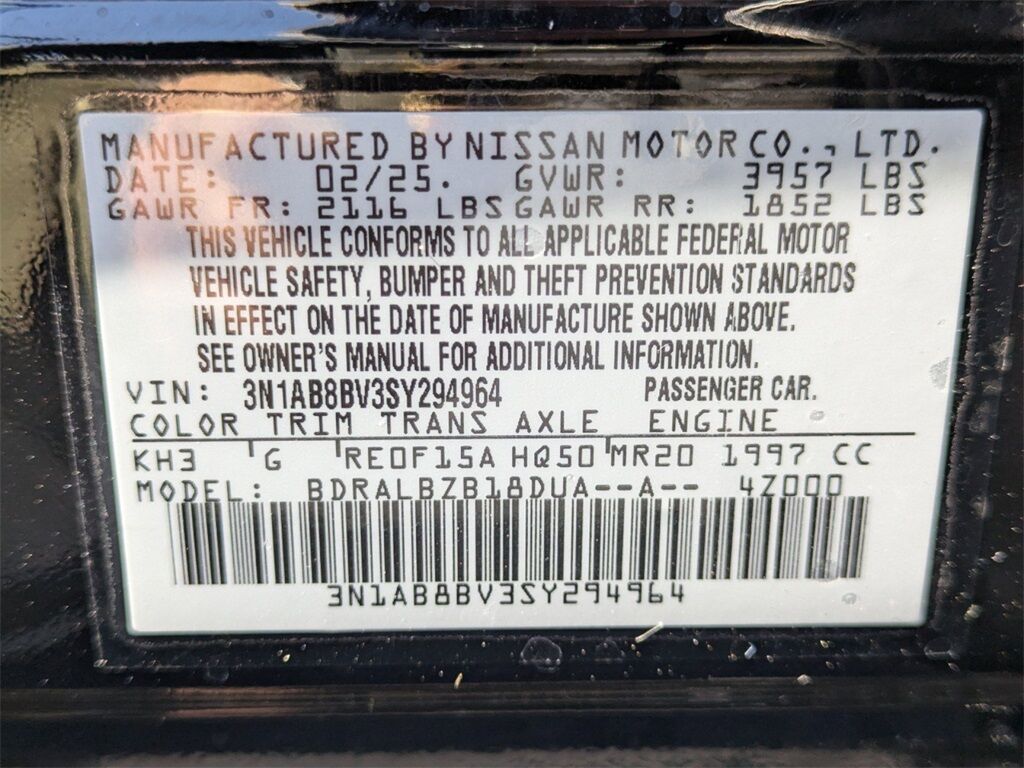 MANUFACTURED BY NISSAN MOTOR CO., LTD.
DATE: 02/25. GVWR: 3957 LBS
GAWR FR: 2116 LBS GAWR RR: 1852 LBS
THIS VEHICLE CONFORMS TO ALL APPLICABLE FEDERAL MOTOR
VEHICLE SAFETY, BUMPER AND THEFT PREVENTION STANDARDS
IN EFFECT ON THE DATE OF MANUFACTURE SHOWN ABOVE.
SEE OWNER'S MANUAL FOR ADDITIONAL INFORMATION.
VIN: 3N1AB8BV3SY294964 PASSENGER CAR.
COLOR TRIM TRANS AXLE ENGINE
KH3 G RE0F15A HQ50 MR20 1997 CC
MODEL: BDRALBZB18DUA--A-- 4Z000
3N1AB8BV3SY294964